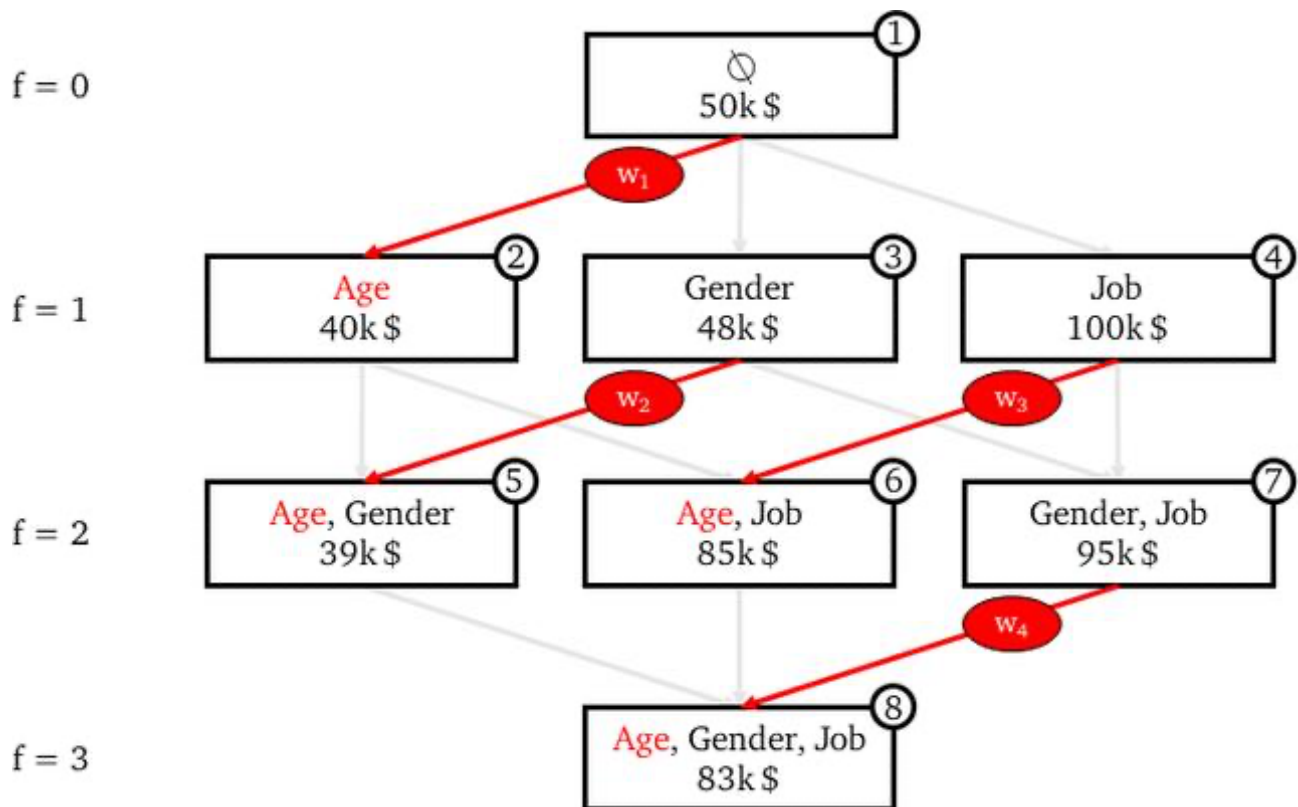 f = 0
1
∅
50k $
w₁
f = 1
2
Age
40k $
3
Gender
48k $
4
Job
100k $
w₂
w₃
f = 2
5
Age, Gender
39k $
6
Age, Job
85k $
7
Gender, Job
95k $
w₄
f = 3
8
Age, Gender, Job
83k $